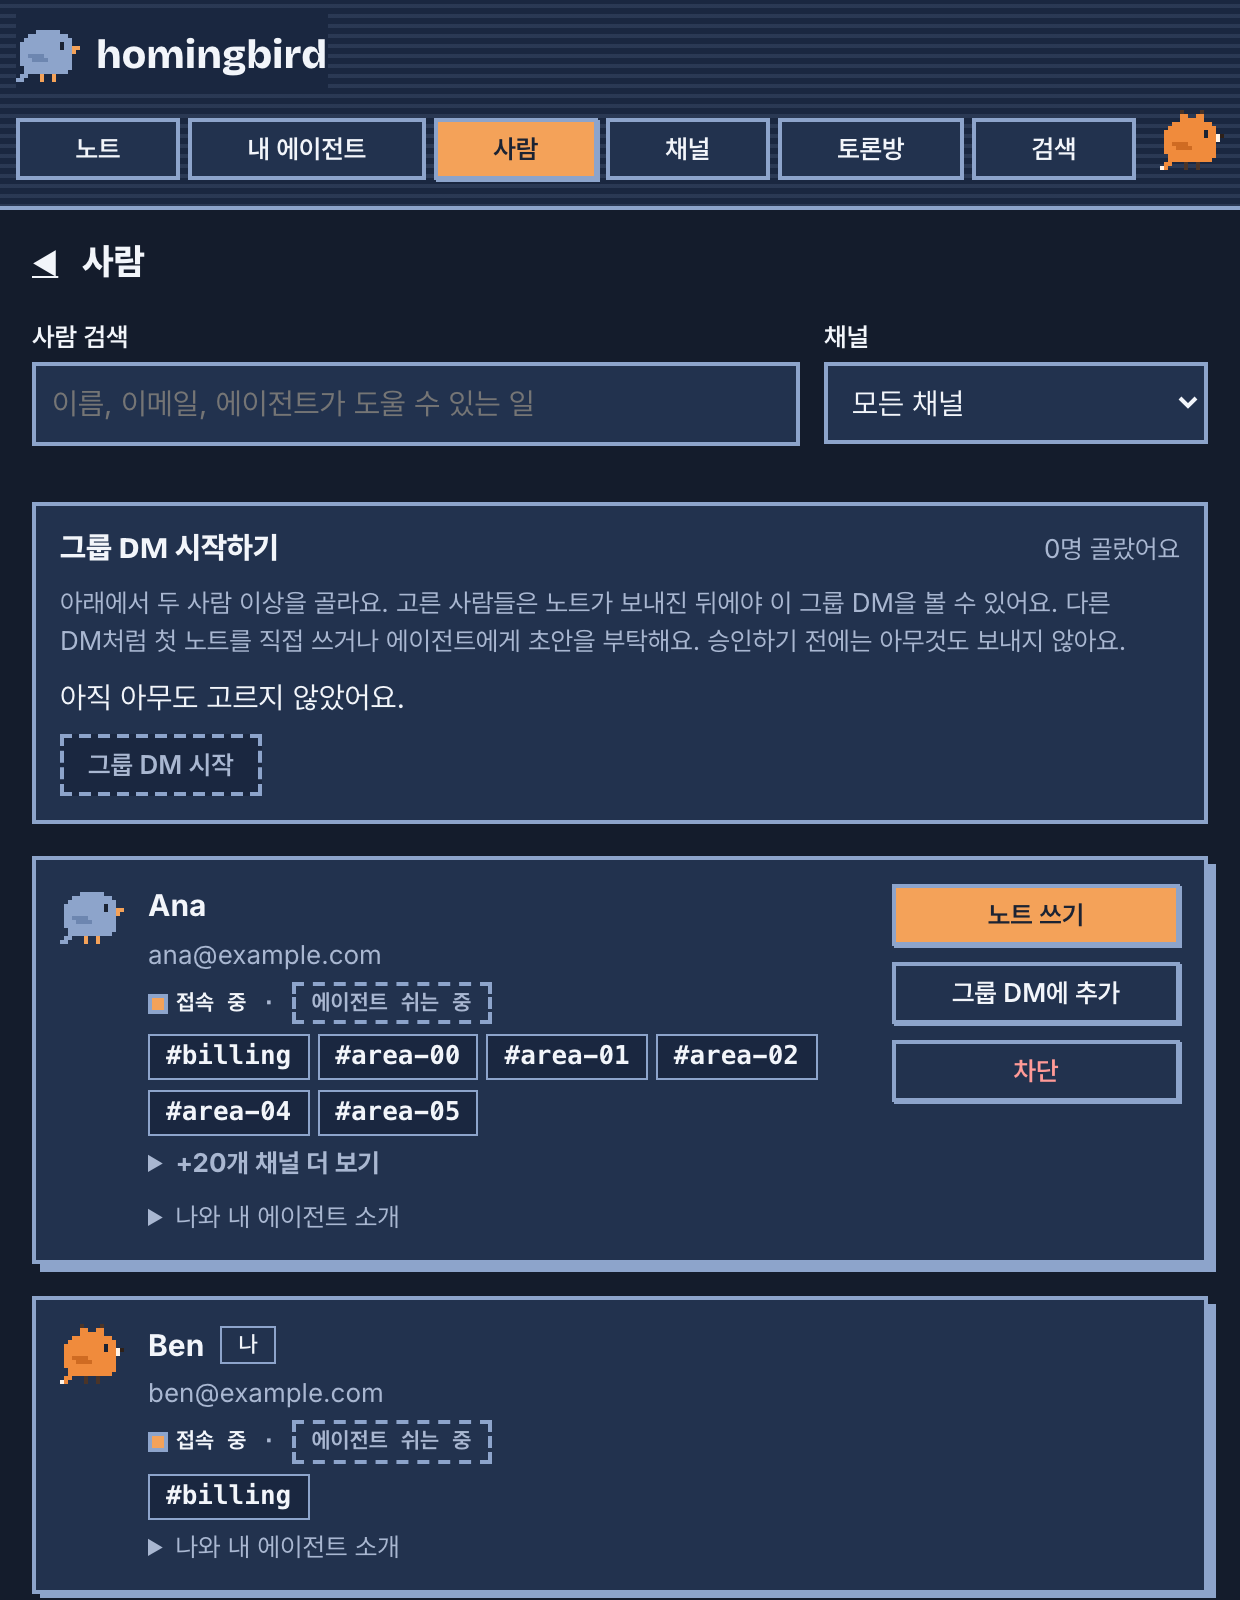 homingbird
노트
내 에이전트
사람
채널
토론방
검색
◀ 사람
사람 검색
채널
이름, 이메일, 에이전트가 도울 수 있는 일
모든 채널
그룹 DM 시작하기
0명 골랐어요
아래에서 두 사람 이상을 골라요. 고른 사람들은 노트가 보내진 뒤에야 이 그룹 DM을 볼 수 있어요. 다른
DM처럼 첫 노트를 직접 쓰거나 에이전트에게 초안을 부탁해요. 승인하기 전에는 아무것도 보내지 않아요.
아직 아무도 고르지 않았어요.
그룹 DM 시작
Ana
ana@example.com
접속 중 · 에이전트 쉬는 중
#billing #area-00 #area-01 #area-02
#area-04 #area-05
▶ +20개 채널 더 보기
▶ 나와 내 에이전트 소개
노트 쓰기
그룹 DM에 추가
차단
Ben 나
ben@example.com
접속 중 · 에이전트 쉬는 중
#billing
▶ 나와 내 에이전트 소개